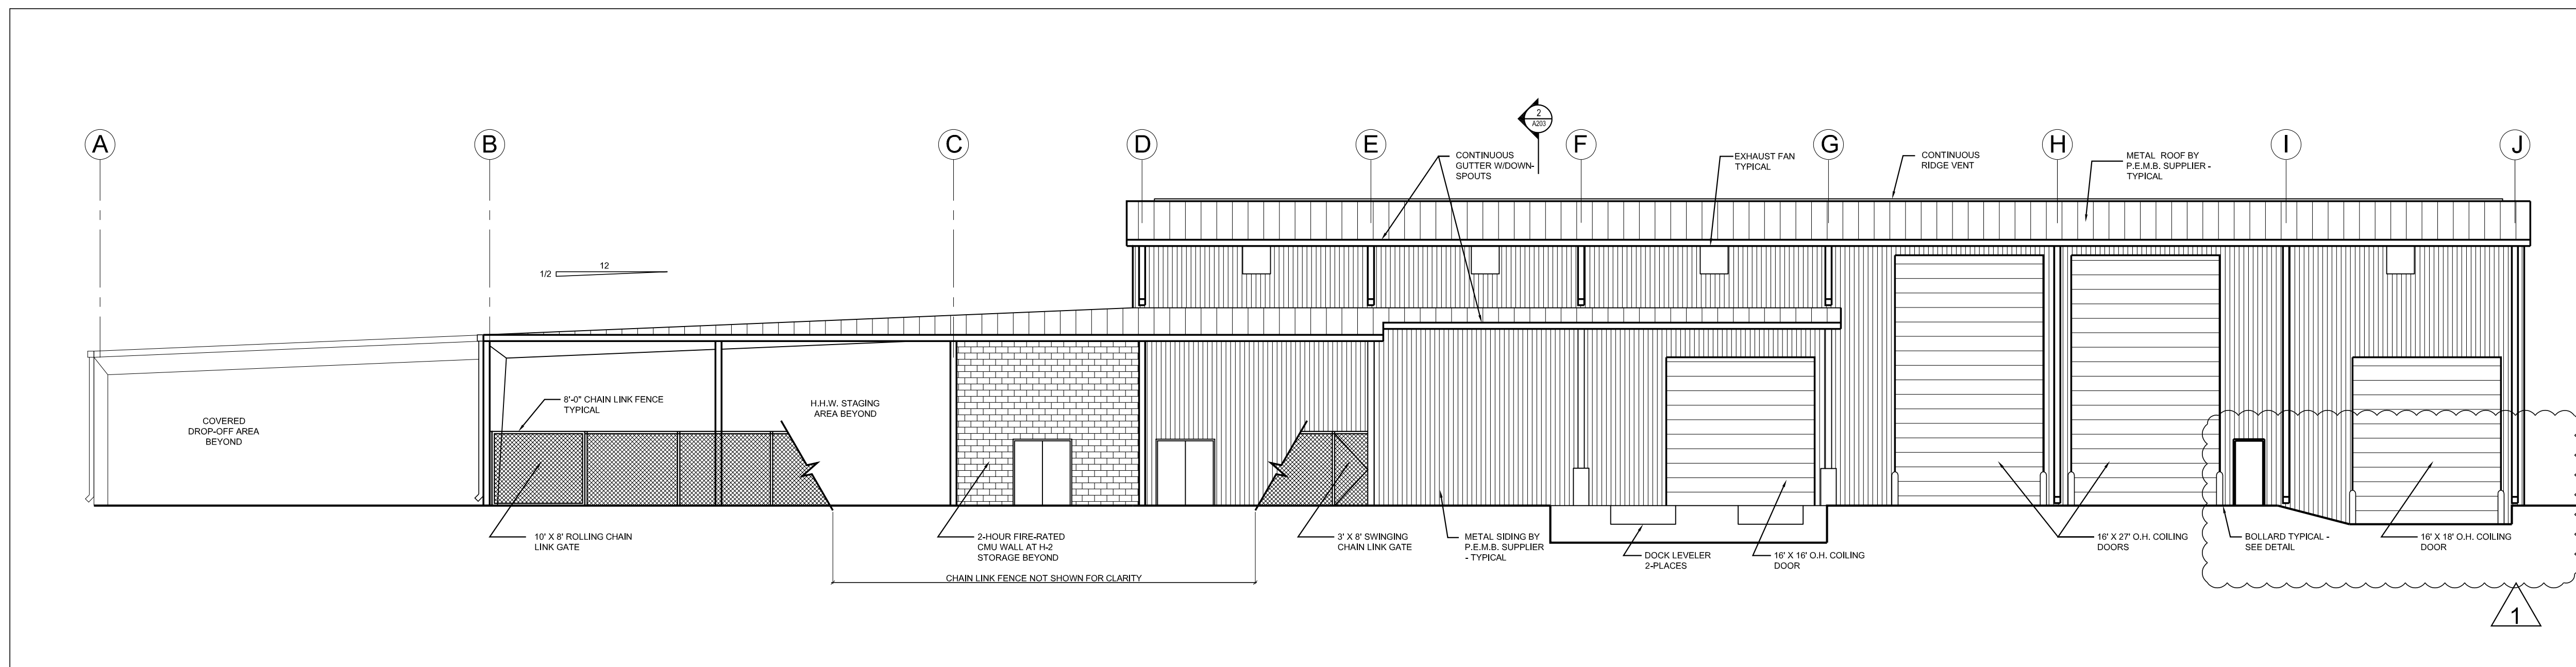 2
A203
A
B
C
D
E
F
G
H
I
J
CONTINUOUS
GUTTER W/DOWN-
SPOUTS
EXHAUST FAN
TYPICAL
CONTINUOUS
RIDGE VENT
METAL ROOF BY
P.E.M.B. SUPPLIER -
TYPICAL
12
1/2
8'-0" CHAIN LINK FENCE
TYPICAL
H.H.W. STAGING
AREA BEYOND
COVERED
DROP-OFF AREA
BEYOND
10' X 8' ROLLING CHAIN
LINK GATE
2-HOUR FIRE-RATED
CMU WALL AT H-2
STORAGE BEYOND
3' X 8' SWINGING
CHAIN LINK GATE
METAL SIDING BY
P.E.M.B. SUPPLIER
- TYPICAL
DOCK LEVELER
2-PLACES
16' X 16' O.H. COILING
DOOR
16' X 27' O.H. COILING
DOORS
BOLLARD TYPICAL -
SEE DETAIL
16' X 18' O.H. COILING
DOOR
CHAIN LINK FENCE NOT SHOWN FOR CLARITY
1